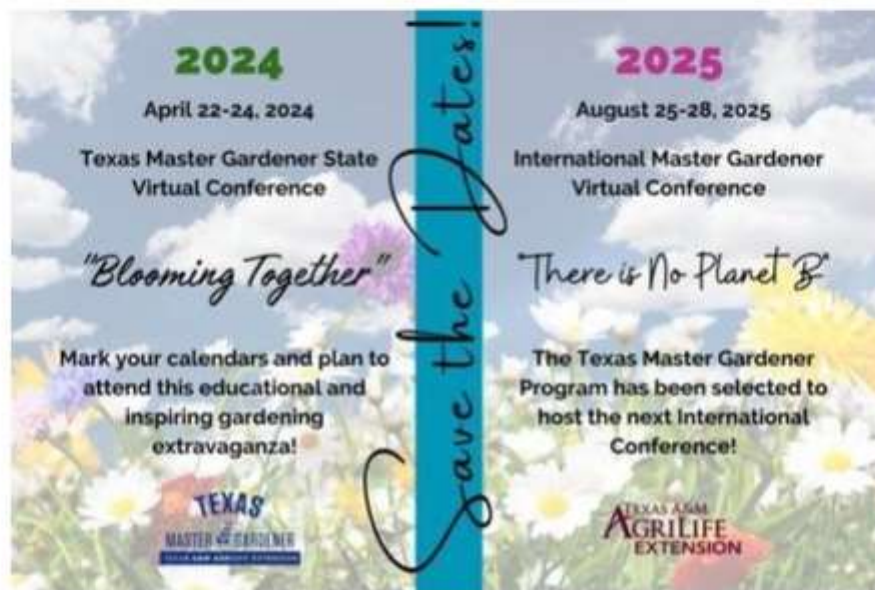 2024
April 22-24, 2024
Texas Master Gardener State
Virtual Conference
"Blooming Together"
Mark your calendars and plan to
attend this educational and
inspiring gardening
extravaganza!
TEXAS
MASTER GARDENER
TEXAS A&M AGRILIFE EXTENSION
Save the Dates!
2025
August 25-28, 2025
International Master Gardener
Virtual Conference
"There is No Planet B"
The Texas Master Gardener
Program has been selected to
host the next International
Conference!
TEXAS A&M
AGRILIFE
EXTENSION